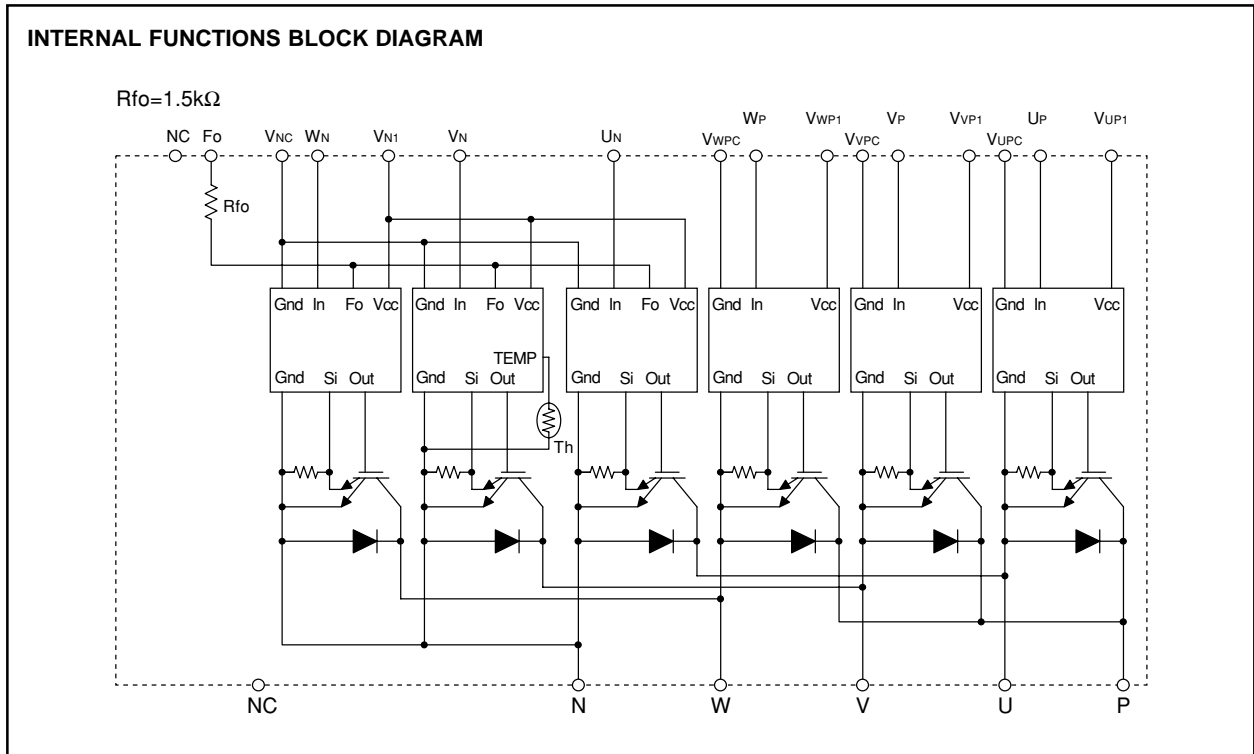 INTERNAL FUNCTIONS BLOCK DIAGRAM
Rfo=1.5kΩ
WP VWP1 VP VVP1 UP VUP1
NC Fo VNC WN VN1 VN UN VWPC VVPC VUPC
Rfo
Gnd In Fo Vcc Gnd In Fo Vcc Gnd In Fo Vcc Gnd In Vcc Gnd In Vcc Gnd In Vcc
TEMP
Gnd Si Out Gnd Si Out Gnd Si Out Gnd Si Out Gnd Si Out Gnd Si Out
Th
NC N W V U P